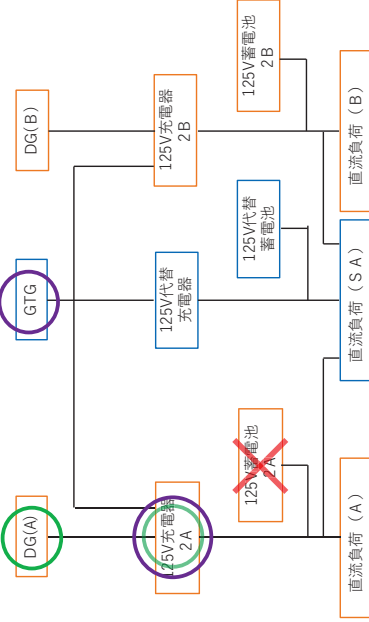 DG(A)
GTG
DG(B)
125V充電器
2A
125V代替
充電器
125V充電器
2B
125V蓄電池
2A
125V代替
蓄電池
125V蓄電池
2B
直流負荷（A）
直流負荷（SA）
直流負荷（B）